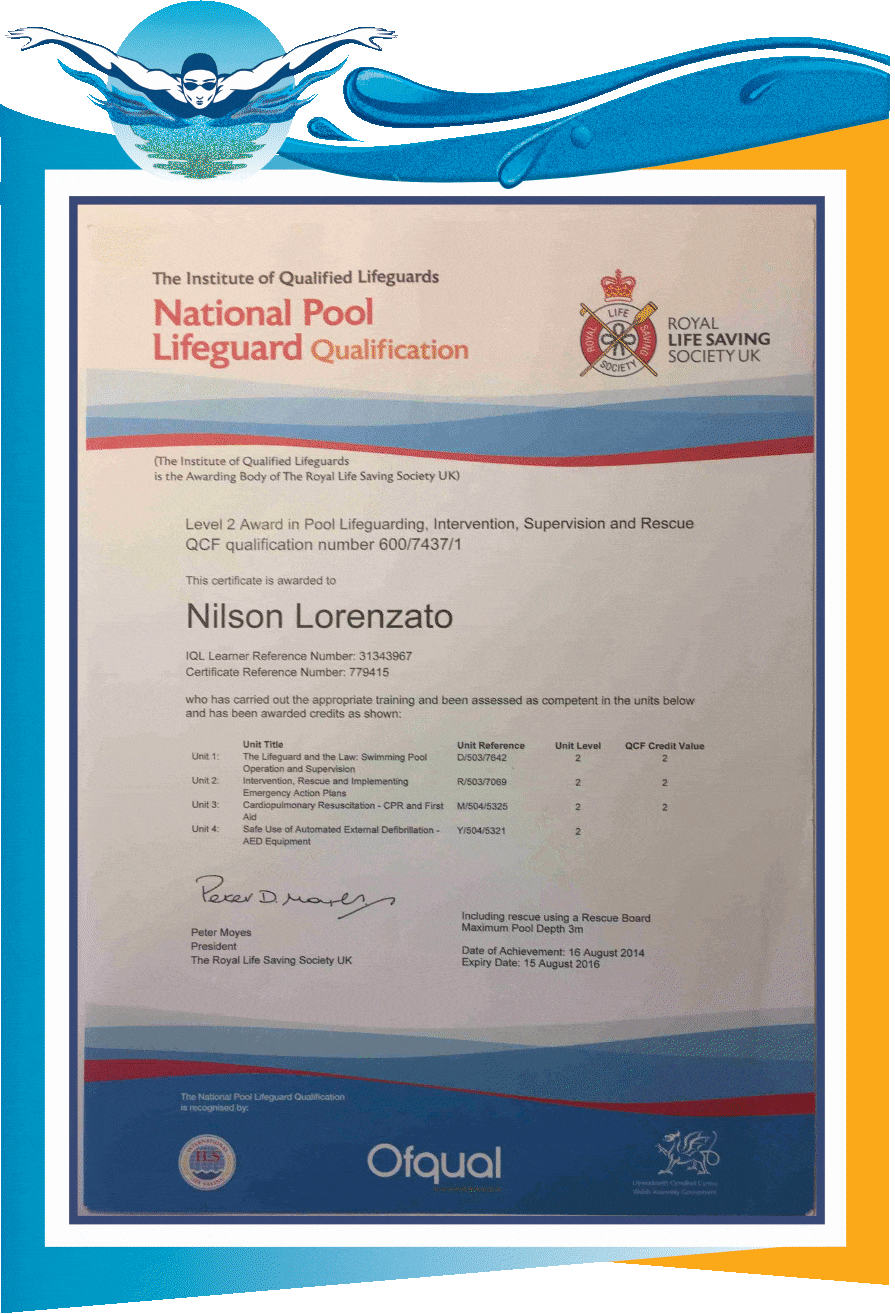 The Institute of Qualified Lifeguards
National Pool
Lifeguard Qualification
LIFE
ROYAL
SAVING
SOCIETY
ROYAL
LIFE SAVING
SOCIETY UK
(The Institute of Qualified Lifeguards
is the Awarding Body of The Royal Life Saving Society UK)
Level 2 Award in Pool Lifeguarding, Intervention, Supervision and Rescue
QCF qualification number 600/7437/1
This certificate is awarded to
Nilson Lorenzato
IQL Learner Reference Number: 31343967
Certificate Reference Number: 779415
who has carried out the appropriate training and been assessed as competent in the units below
and has been awarded credits as shown:
Unit Title Unit Reference Unit Level QCF Credit Value
Unit 1: The Lifeguard and the Law: Swimming Pool D/503/7642 2 2
Operation and Supervision
Unit 2: Intervention, Rescue and Implementing R/503/7069 2 2
Emergency Action Plans
Unit 3: Cardiopulmonary Resuscitation - CPR and First M/504/5325 2 2
Aid
Unit 4: Safe Use of Automated External Defibrillation - Y/504/5321 2
AED Equipment
Peter D. Moyes
Peter Moyes
President
The Royal Life Saving Society UK
Including rescue using a Rescue Board
Maximum Pool Depth 3m
Date of Achievement: 16 August 2014
Expiry Date: 15 August 2016
The National Pool Lifeguard Qualification
is recognised by:
INTERNATIONAL
ILS
LIFE SAVING
Ofqual
Llywodraeth Cynulliad Cymru
Welsh Assembly Government